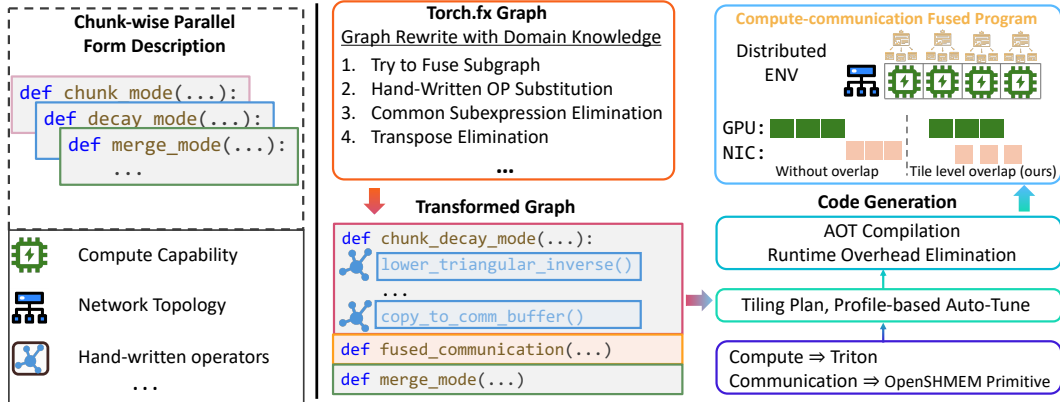 Chunk-wise Parallel
Form Description
def chunk_mode(...):
def decay_mode(...):
def merge_mode(...):
...
Compute Capability
Network Topology
Hand-written operators
...
Torch.fx Graph
Graph Rewrite with Domain Knowledge
1. Try to Fuse Subgraph
2. Hand-Written OP Substitution
3. Common Subexpression Elimination
4. Transpose Elimination
...
Transformed Graph
def chunk_decay_mode(...):
lower_triangular_inverse()
...
copy_to_comm_buffer()
def fused_communication(...)
def merge_mode(...)
Compute-communication Fused Program
Distributed
ENV
GPU:
NIC:
Without overlap
Tile level overlap (ours)
Code Generation
AOT Compilation
Runtime Overhead Elimination
Tiling Plan, Profile-based Auto-Tune
Compute ⇒ Triton
Communication ⇒ OpenSHMEM Primitive